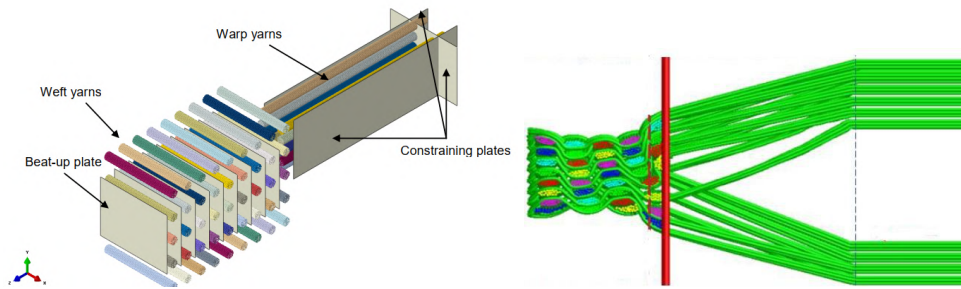 Warp yarns
Weft yarns
Beat-up plate
Constraining plates
Y
Z
X